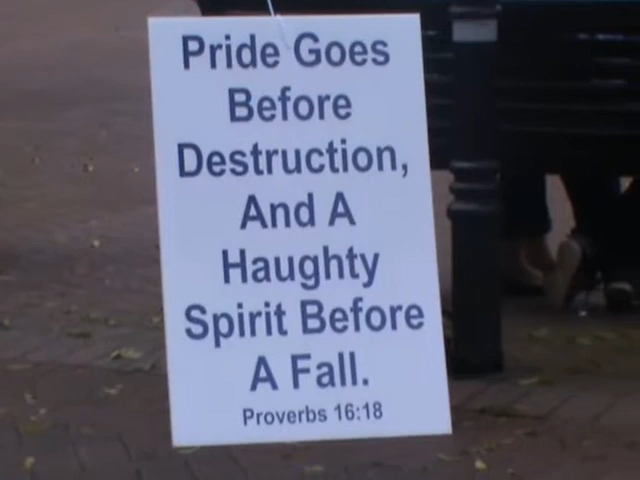 Pride Goes
Before
Destruction,
And A
Haughty
Spirit Before
A Fall.
Proverbs 16:18